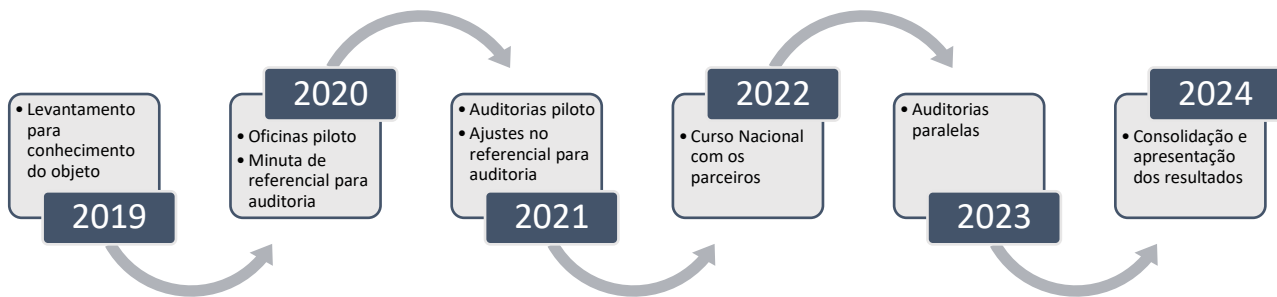 • Levantamento
para
conhecimento
do objeto
2019
2020
• Oficinas piloto
• Minuta de
referencial para
auditoria
• Auditorias piloto
• Ajustes no
referencial para
auditoria
2021
2022
• Curso Nacional
com os
parceiros
• Auditorias
paralelas
2023
2024
• Consolidação e
apresentação
dos resultados